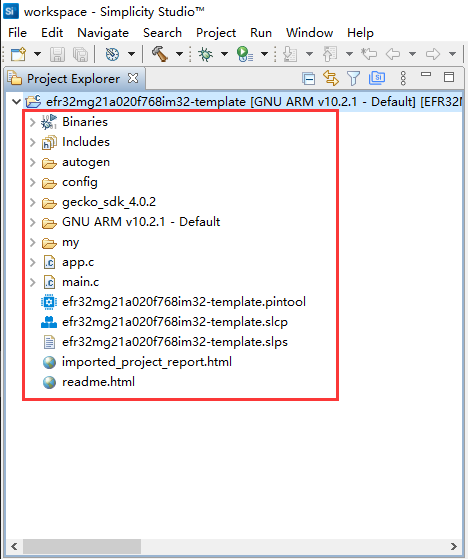 Si workspace - Simplicity Studio™
File Edit Navigate Search Project Run Window Help
Project Explorer
efr32mg21a020f768im32-template [GNU ARM v10.2.1 - Default] [EFR32M
Binaries
Includes
autogen
config
gecko_sdk_4.0.2
GNU ARM v10.2.1 - Default
my
app.c
main.c
efr32mg21a020f768im32-template.pintool
efr32mg21a020f768im32-template.slcp
efr32mg21a020f768im32-template.slps
imported_project_report.html
readme.html